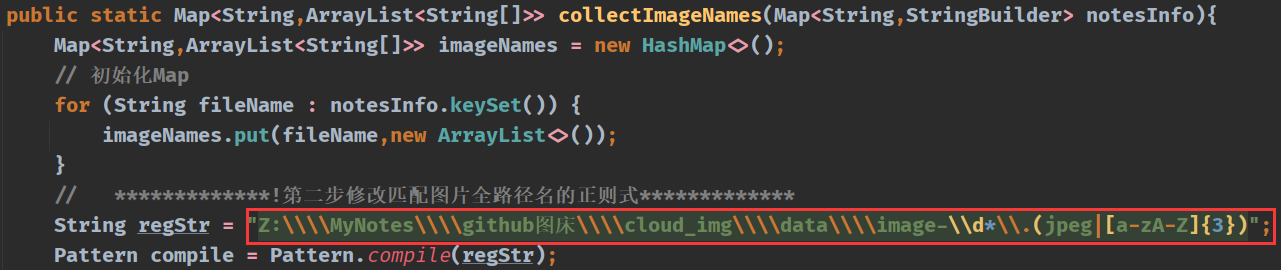 public static Map<String,ArrayList<String[]>> collectImageNames(Map<String,StringBuilder> notesInfo){
Map<String,ArrayList<String[]>> imageNames = new HashMap<>();
// 初始化Map
for (String fileName : notesInfo.keySet()) {
imageNames.put(fileName,new ArrayList<>());
}
// *************!第二步修改匹配图片全路径名的正则式*************
String regStr = "Z:\\\\MyNotes\\\\github图床\\\\cloud_img\\\\data\\\\image-\\d*\\.(jpeg|[a-zA-Z]{3})";
Pattern compile = Pattern.compile(regStr);